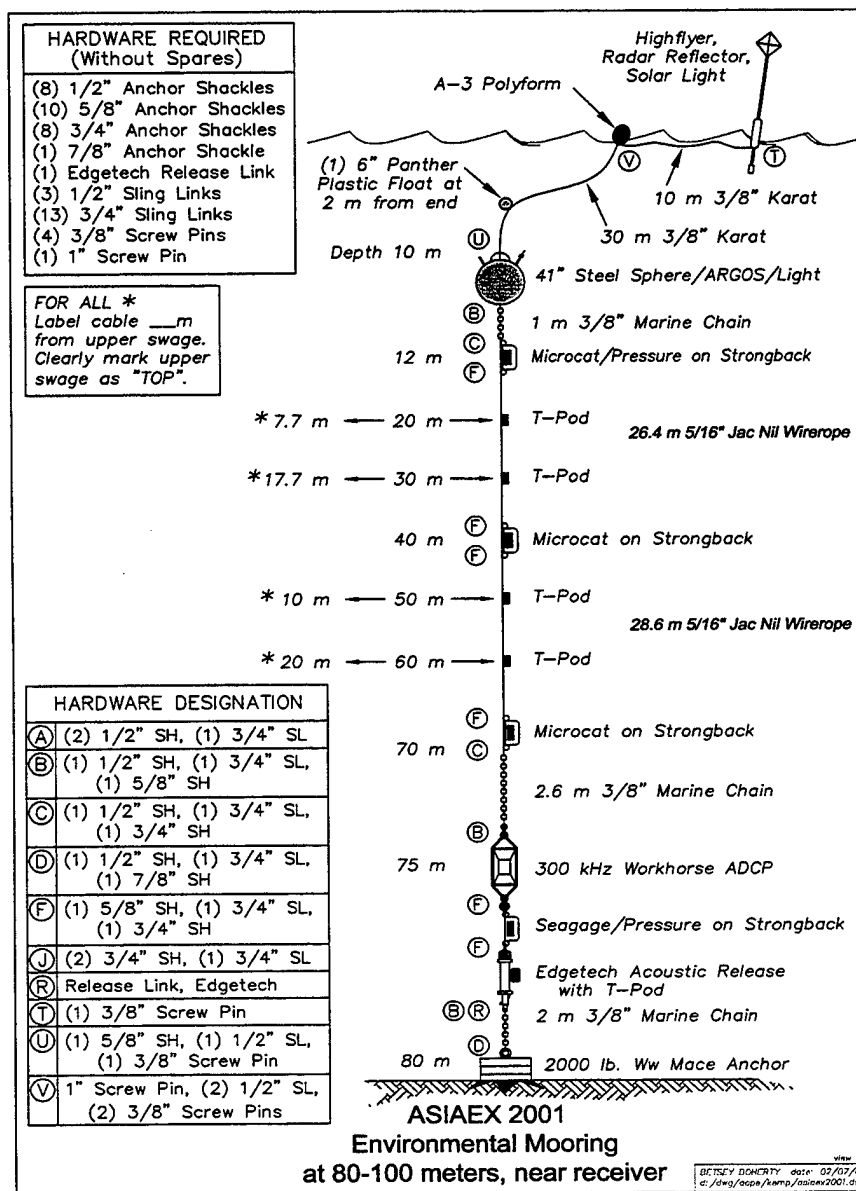 HARDWARE REQUIRED
(Without Spares)
(8) 1/2" Anchor Shackles
(10) 5/8" Anchor Shackles
(8) 3/4" Anchor Shackles
(1) 7/8" Anchor Shackle
(1) Edgetech Release Link
(3) 1/2" Sling Links
(13) 3/4" Sling Links
(4) 3/8" Screw Pins
(1) 1" Screw Pin
FOR ALL *
Label cable ___m
from upper swage.
Clearly mark upper
swage as "TOP".
Highflyer,
Radar Reflector,
Solar Light
A-3 Polyform
V
T
(1) 6" Panther
Plastic Float at
2 m from end
10 m 3/8" Karat
30 m 3/8" Karat
U
Depth 10 m
41" Steel Sphere/ARGOS/Light
B
1 m 3/8" Marine Chain
C
12 m
Microcat/Pressure on Strongback
F
* 7.7 m
20 m
T-Pod
26.4 m 5/16" Jac Nil Wirerope
* 17.7 m
30 m
T-Pod
F
40 m
Microcat on Strongback
F
* 10 m
50 m
T-Pod
28.6 m 5/16" Jac Nil Wirerope
* 20 m
60 m
T-Pod
F
Microcat on Strongback
70 m
C
2.6 m 3/8" Marine Chain
B
75 m
300 kHz Workhorse ADCP
F
Seagage/Pressure on Strongback
F
Edgetech Acoustic Release
with T-Pod
B R
2 m 3/8" Marine Chain
D
80 m
2000 lb. Ww Mace Anchor
HARDWARE DESIGNATION
A (2) 1/2" SH, (1) 3/4" SL
B (1) 1/2" SH, (1) 3/4" SL,
(1) 5/8" SH
C (1) 1/2" SH, (1) 3/4" SL,
(1) 3/4" SH
D (1) 1/2" SH, (1) 3/4" SL,
(1) 7/8" SH
F (1) 5/8" SH, (1) 3/4" SL,
(1) 3/4" SH
J (2) 3/4" SH, (1) 3/4" SL
R Release Link, Edgetech
T (1) 3/8" Screw Pin
U (1) 5/8" SH, (1) 1/2" SL,
(1) 3/8" Screw Pin
V 1" Screw Pin, (2) 1/2" SL,
(2) 3/8" Screw Pins
ASIAEX 2001
Environmental Mooring
at 80-100 meters, near receiver
view
BETSEY DOHERTY date: